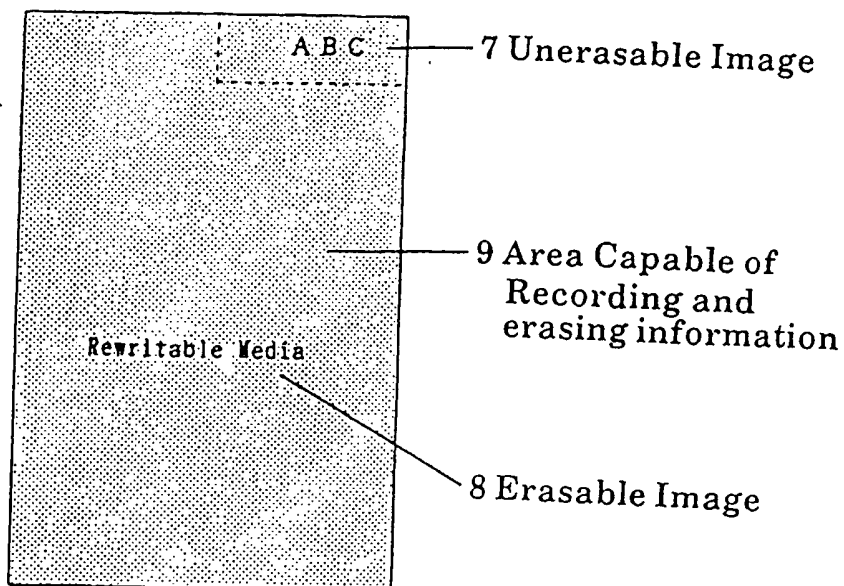 A B C
7 Unerasable Image
9 Area Capable of
Recording and
erasing information
Rewritable Media
8 Erasable Image